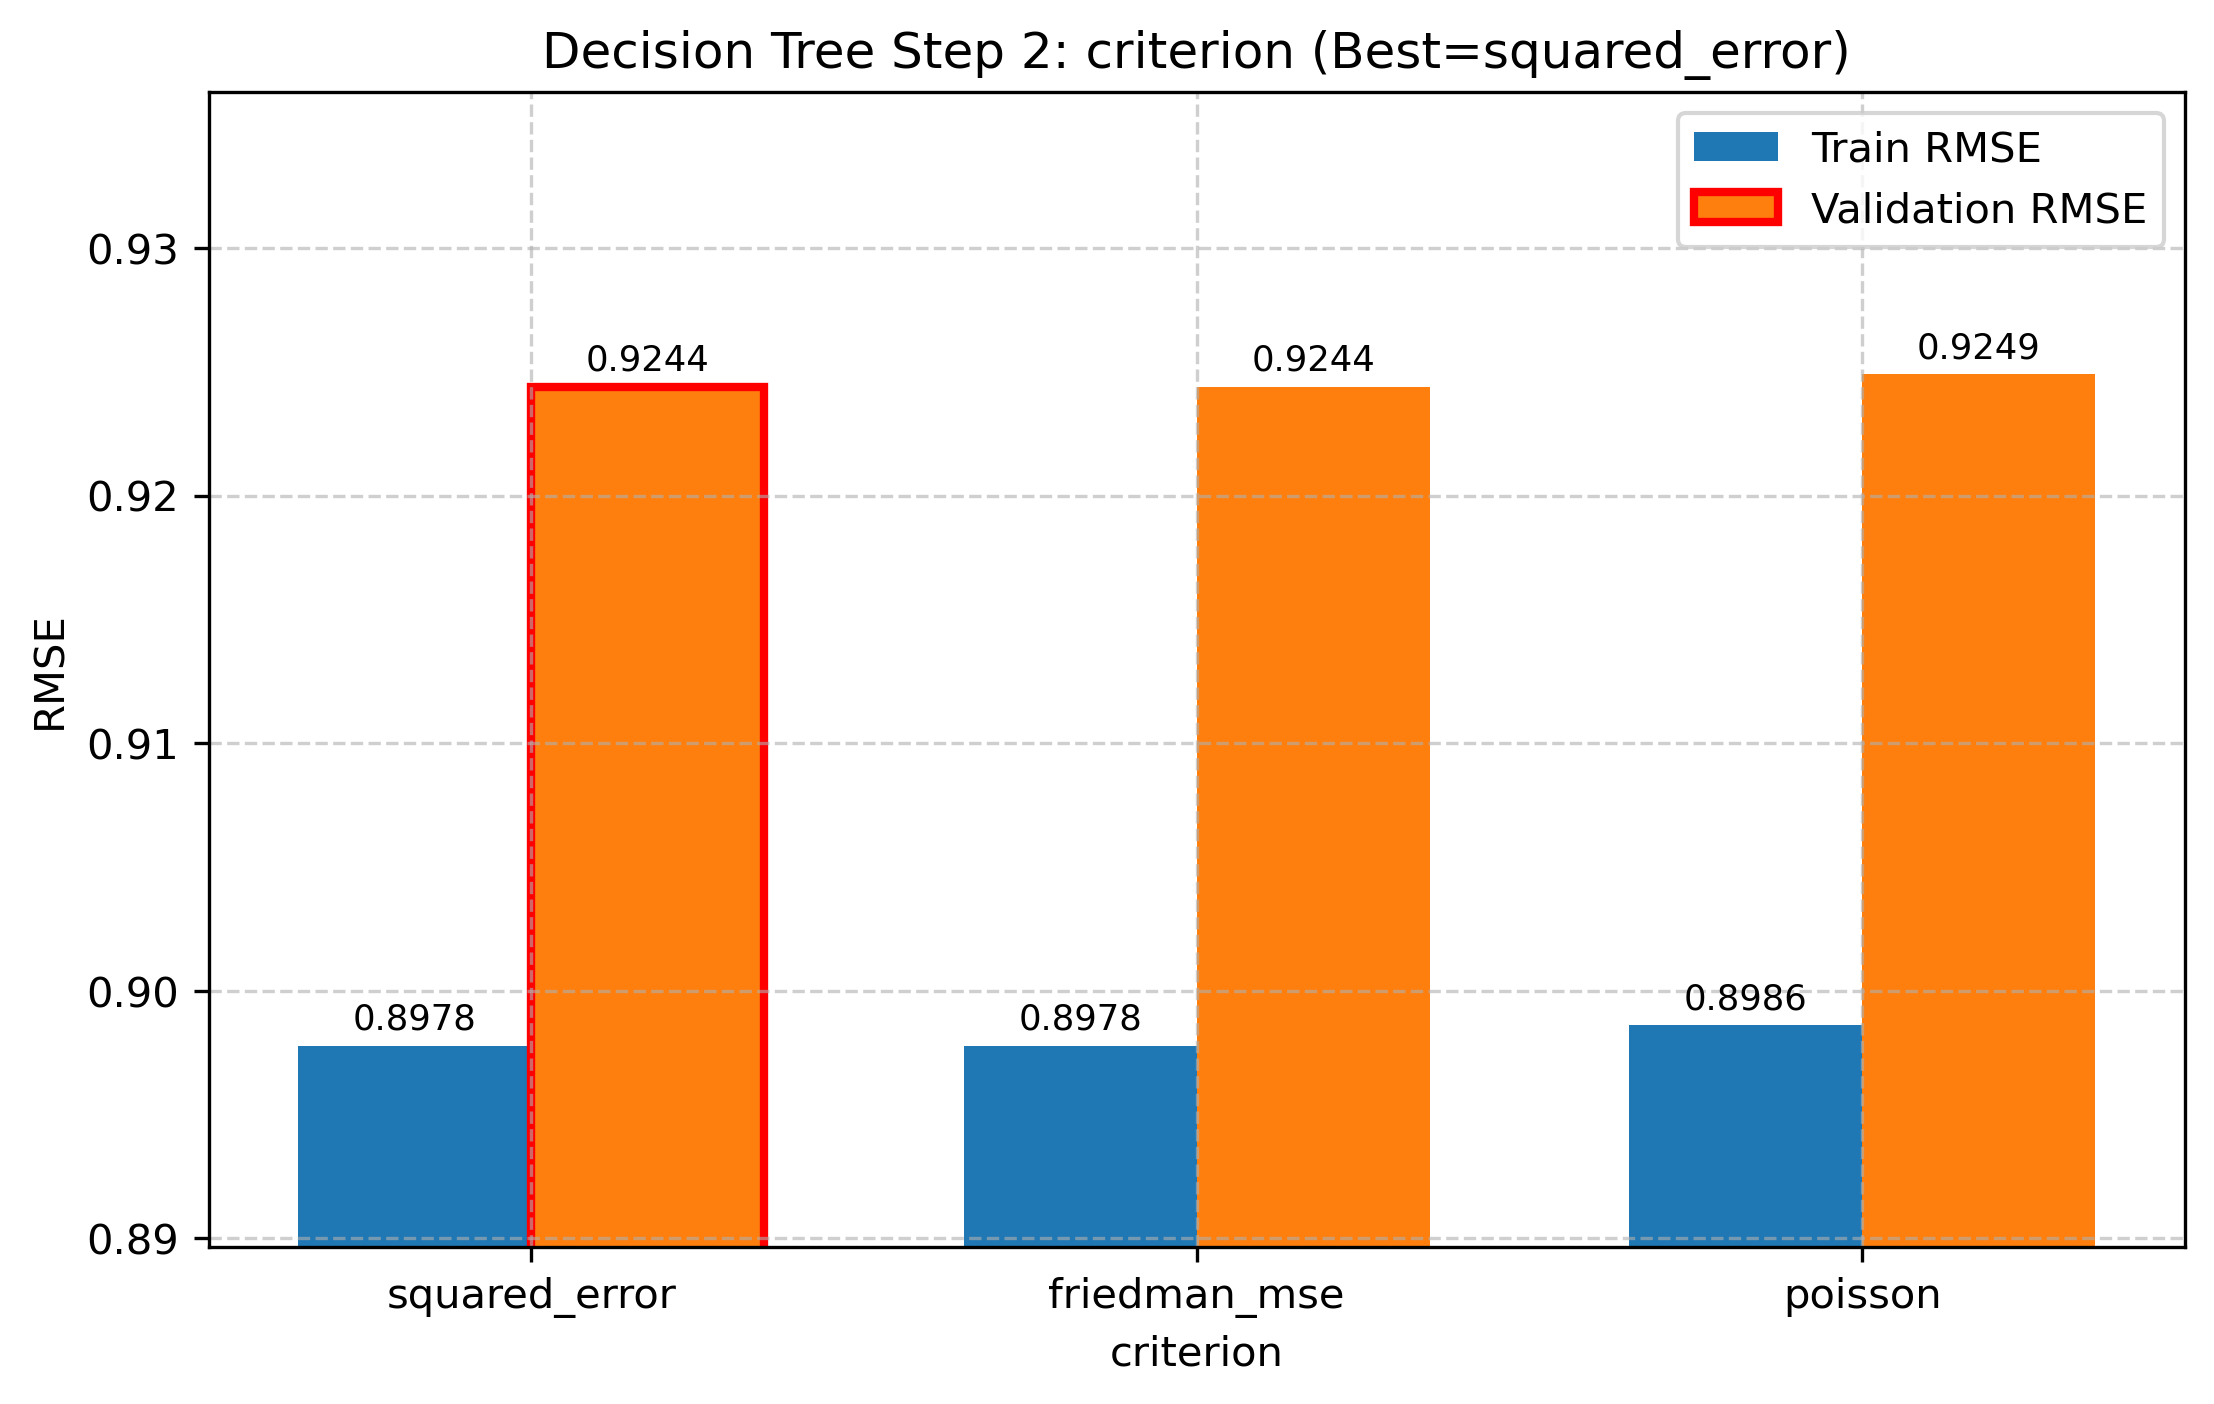 Decision Tree Step 2: criterion (Best=squared_error)
Train RMSE
Validation RMSE
0.93
0.92
0.91
0.90
0.89
RMSE
0.9244
0.9244
0.9249
0.8978
0.8978
0.8986
squared_error
friedman_mse
poisson
criterion